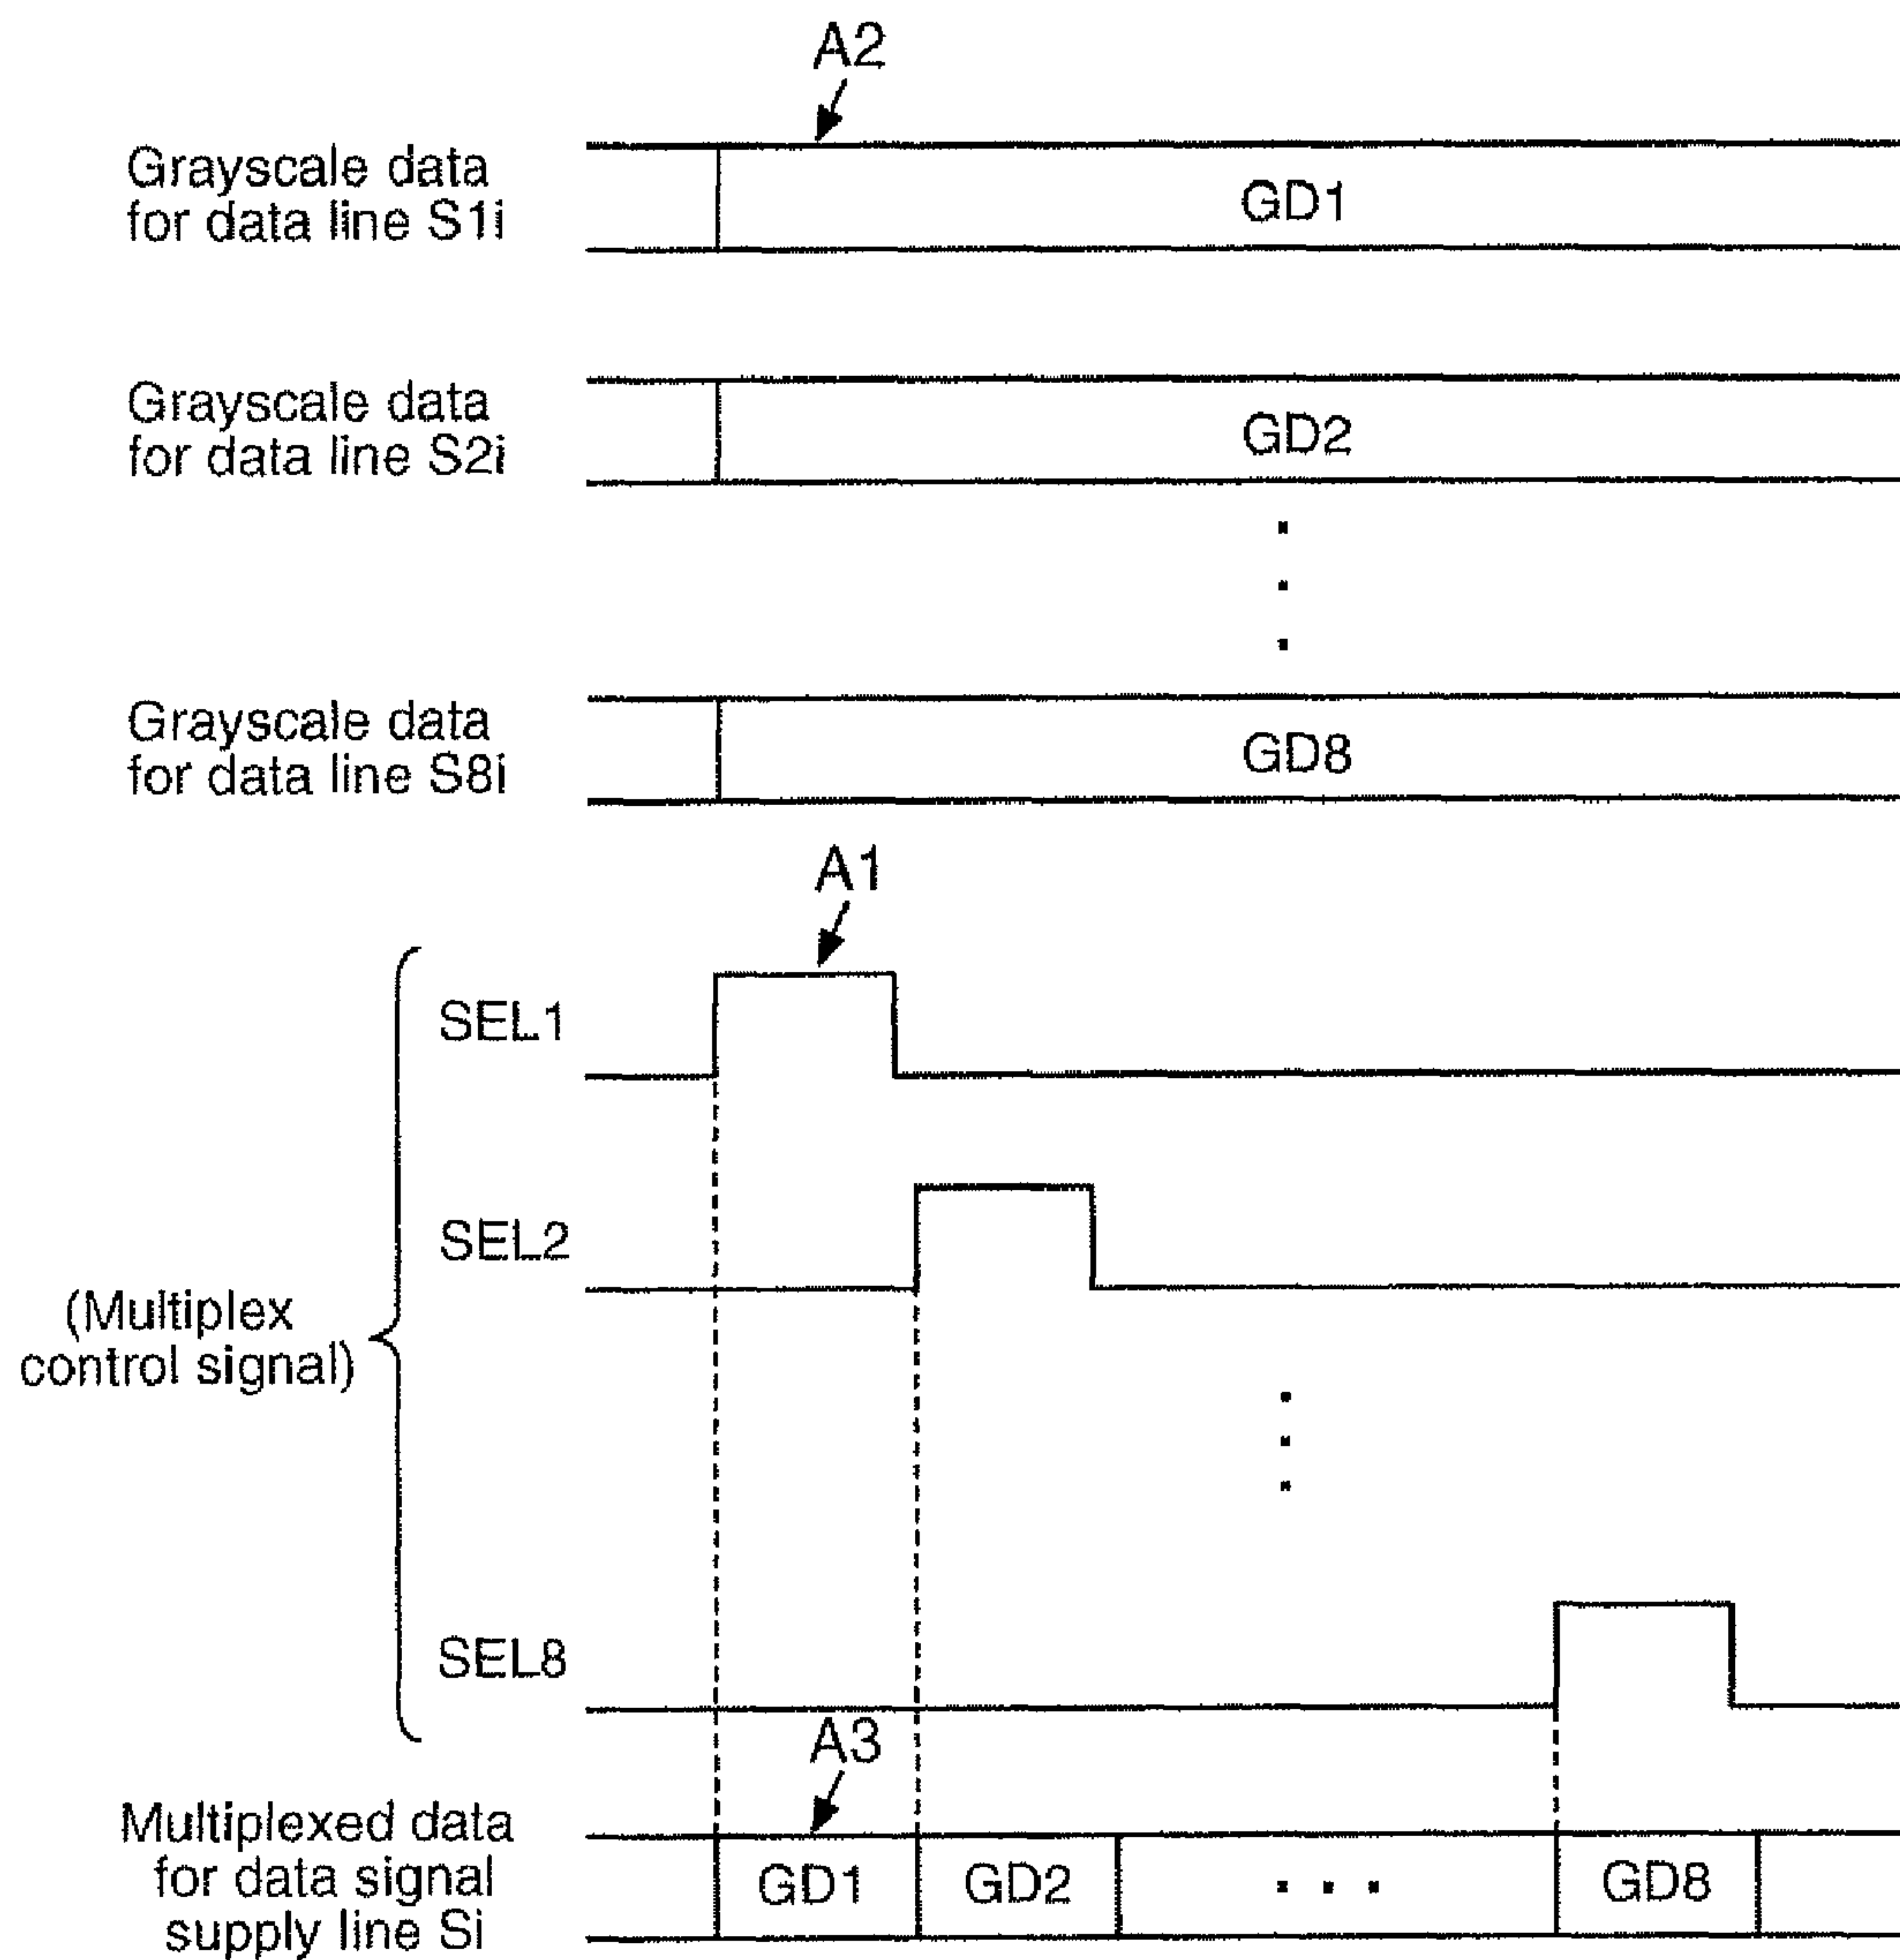 A2
Grayscale data
for data line S1i
GD1
Grayscale data
for data line S2i
GD2
Grayscale data
for data line S8i
GD8
A1
SEL1
SEL2
(Multiplex
control signal)
SEL8
A3
Multiplexed data
for data signal
supply line Si
GD1
GD2
GD8